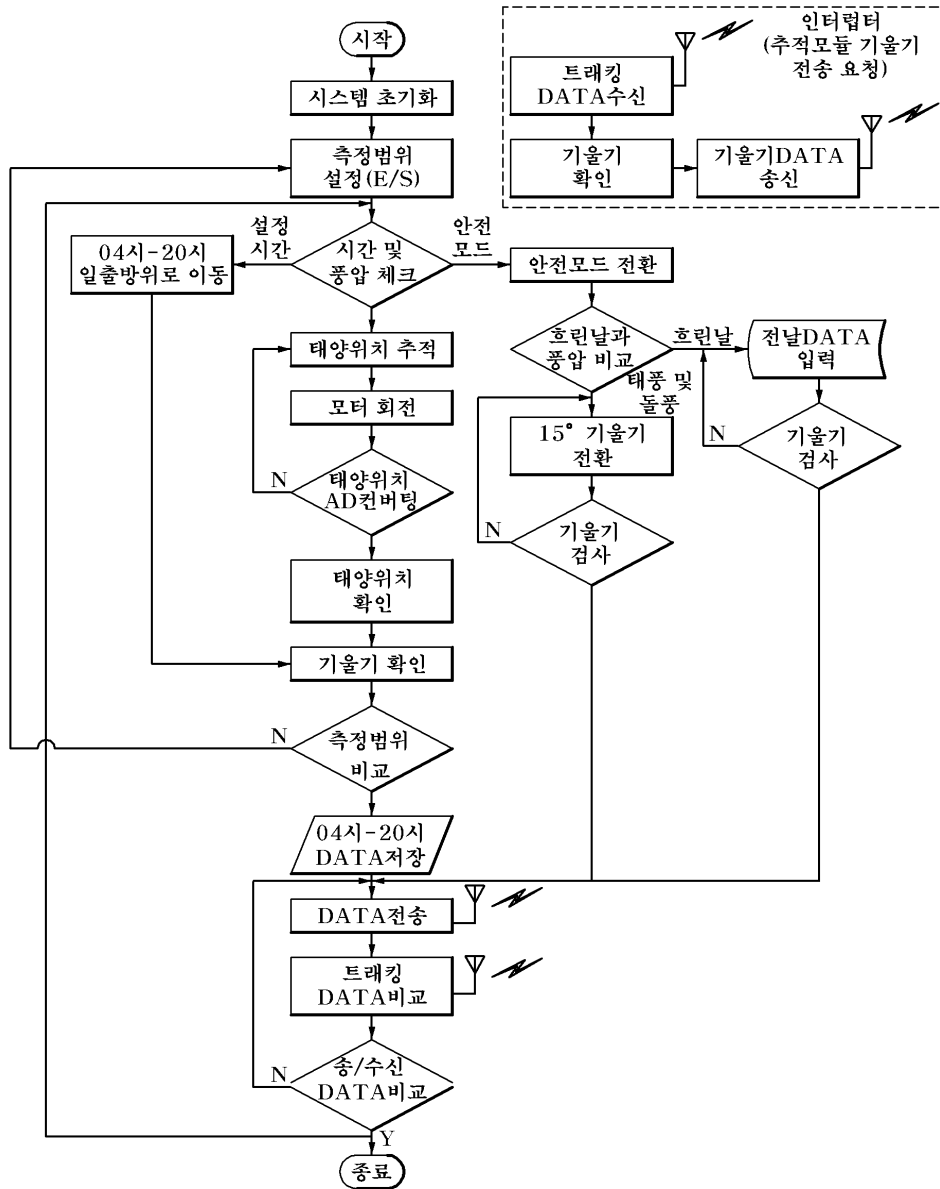 시작
시스템 초기화
측정범위
설정(E/S)
설정
시간
시간 및
풍압 체크
안전
모드
04시-20시
일출방위로 이동
태양위치 추적
모터 회전
N
태양위치
AD컨버팅
태양위치
확인
기울기 확인
N
측정범위
비교
04시-20시
DATA저장
DATA전송
트래킹
DATA비교
N
송/수신
DATA비교
Y
종료
인터럽터
(추적모듈 기울기
전송 요청)
트래킹
DATA수신
기울기
확인
기울기DATA
송신
안전모드 전환
흐린날과
풍압 비교
흐린날
전날DATA
입력
태풍 및
돌풍
15° 기울기
전환
N
기울기
검사
N
기울기
검사